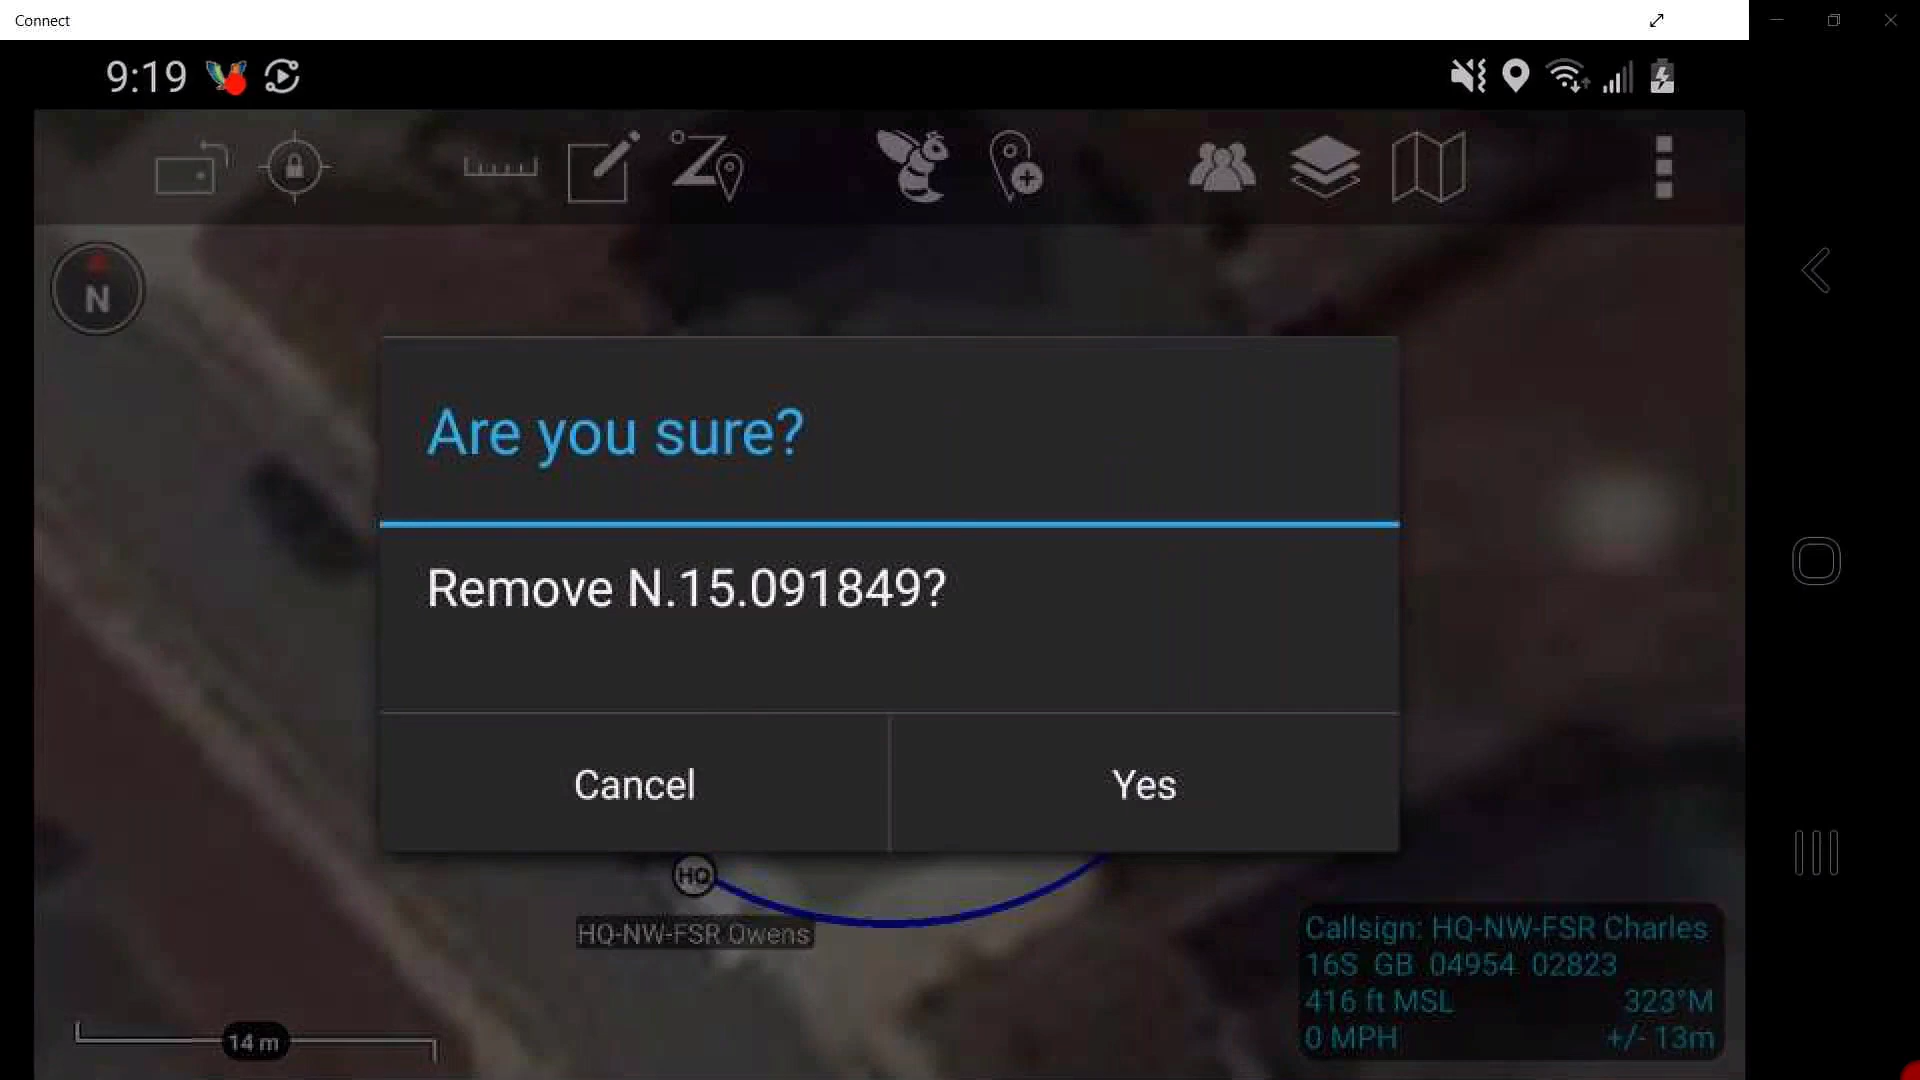 Connect
9:19
N
Are you sure?
Remove N.15.091849?
Cancel
Yes
HQ
HQ-NW-FSR Owens
Callsign: HQ-NW-FSR Charles
16S GB 04954 02823
416 ft MSL 323°M
0 MPH +/- 13m
14 m